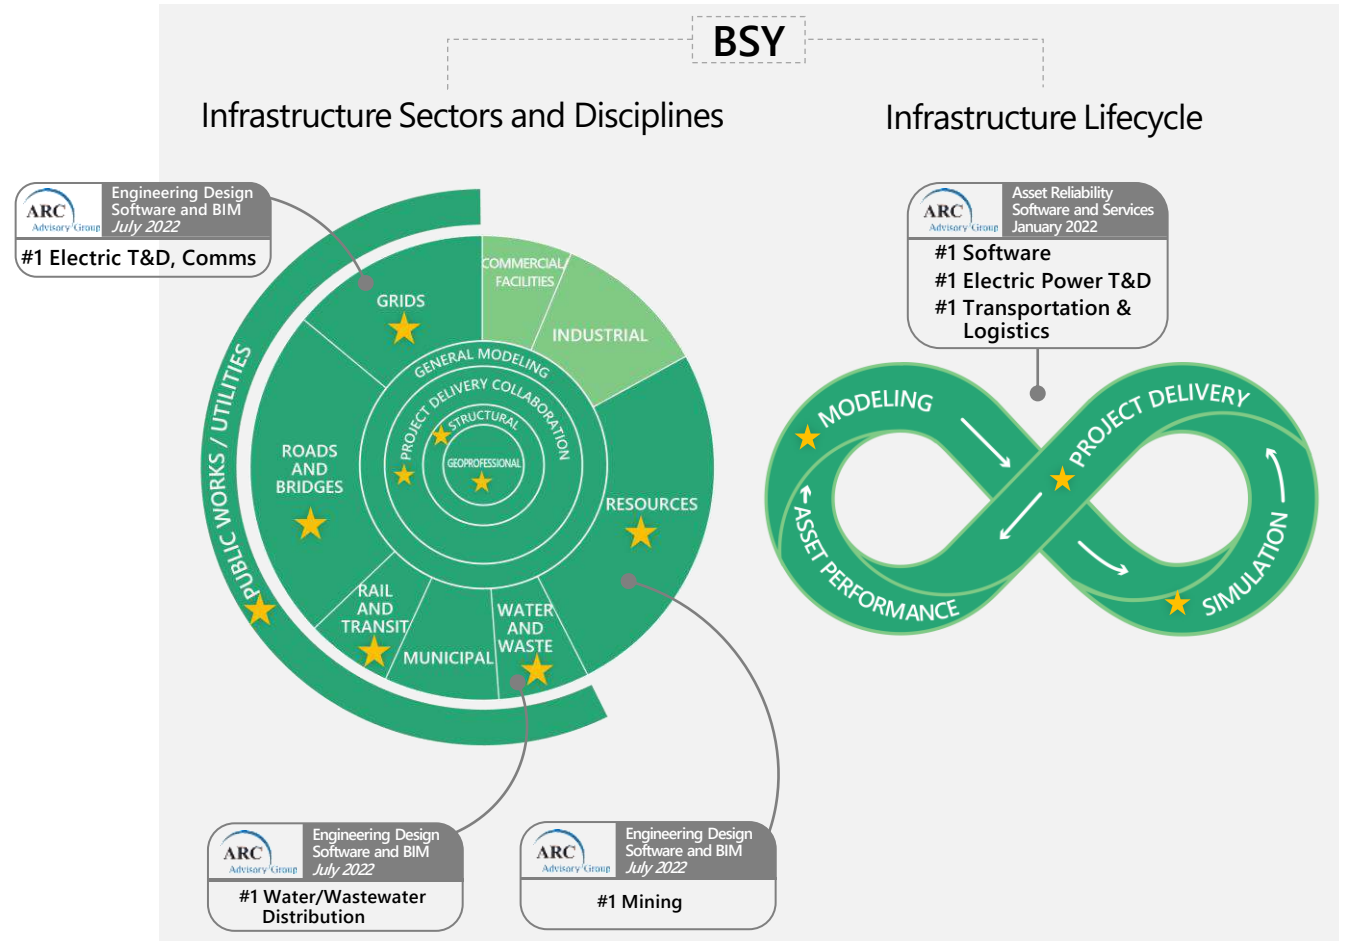 BSY
Infrastructure Sectors and Disciplines
Infrastructure Lifecycle
ARC
Advisory Group
Engineering Design
Software and BIM
July 2022
#1 Electric T&D, Comms
ARC
Advisory Group
Asset Reliability
Software and Services
January 2022
#1 Software
#1 Electric Power T&D
#1 Transportation &
Logistics
PUBLIC WORKS / UTILITIES
GRIDS
COMMERCIAL/
FACILITIES
INDUSTRIAL
ROADS
AND
BRIDGES
GENERAL MODELING
PROJECT DELIVERY COLLABORATION
STRUCTURAL
GEOPROFESSIONAL
RESOURCES
RAIL
AND
TRANSIT
MUNICIPAL
WATER
AND
WASTE
MODELING
PROJECT DELIVERY
ASSET PERFORMANCE
SIMULATION
ARC
Advisory Group
Engineering Design
Software and BIM
July 2022
#1 Water/Wastewater
Distribution
ARC
Advisory Group
Engineering Design
Software and BIM
July 2022
#1 Mining